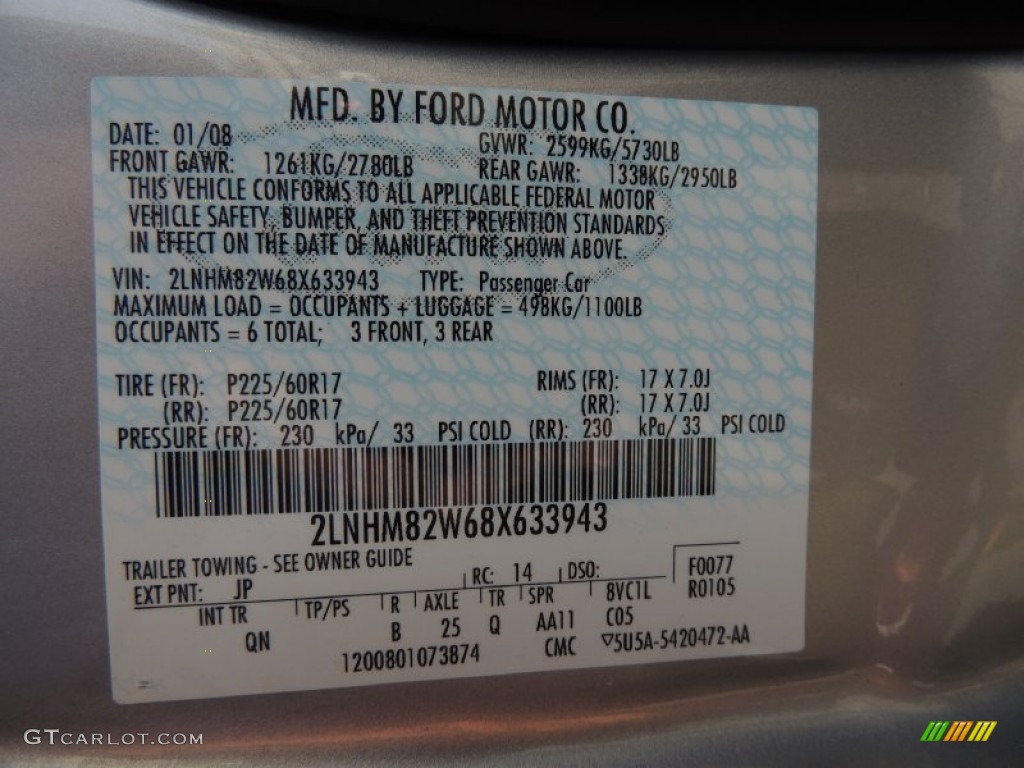 MFD. BY FORD MOTOR CO.
DATE: 01/08 GVWR: 2599KG/5730LB
FRONT GAWR: 1261KG/2780LB REAR GAWR: 1338KG/2950LB
THIS VEHICLE CONFORMS TO ALL APPLICABLE FEDERAL MOTOR
VEHICLE SAFETY, BUMPER, AND THEFT PREVENTION STANDARDS
IN EFFECT ON THE DATE OF MANUFACTURE SHOWN ABOVE.
VIN: 2LNHM82W68X633943 TYPE: Passenger Car
MAXIMUM LOAD = OCCUPANTS + LUGGAGE = 498KG/1100LB
OCCUPANTS = 6 TOTAL; 3 FRONT, 3 REAR
TIRE (FR): P225/60R17 RIMS (FR): 17 X 7.0J
(RR): P225/60R17 (RR): 17 X 7.0J
PRESSURE (FR): 230 kPa/ 33 PSI COLD (RR): 230 kPa/ 33 PSI COLD
2LNHM82W68X633943
TRAILER TOWING - SEE OWNER GUIDE
EXT PNT: JP RC: 14 DSO: F0077
R0105
INT TR TP/PS R AXLE TR SPR 8VC1L
QN B 25 Q AA11 C05
1200801073874 CMC ▽5U5A-5420472-AA
GTCARLOT.COM